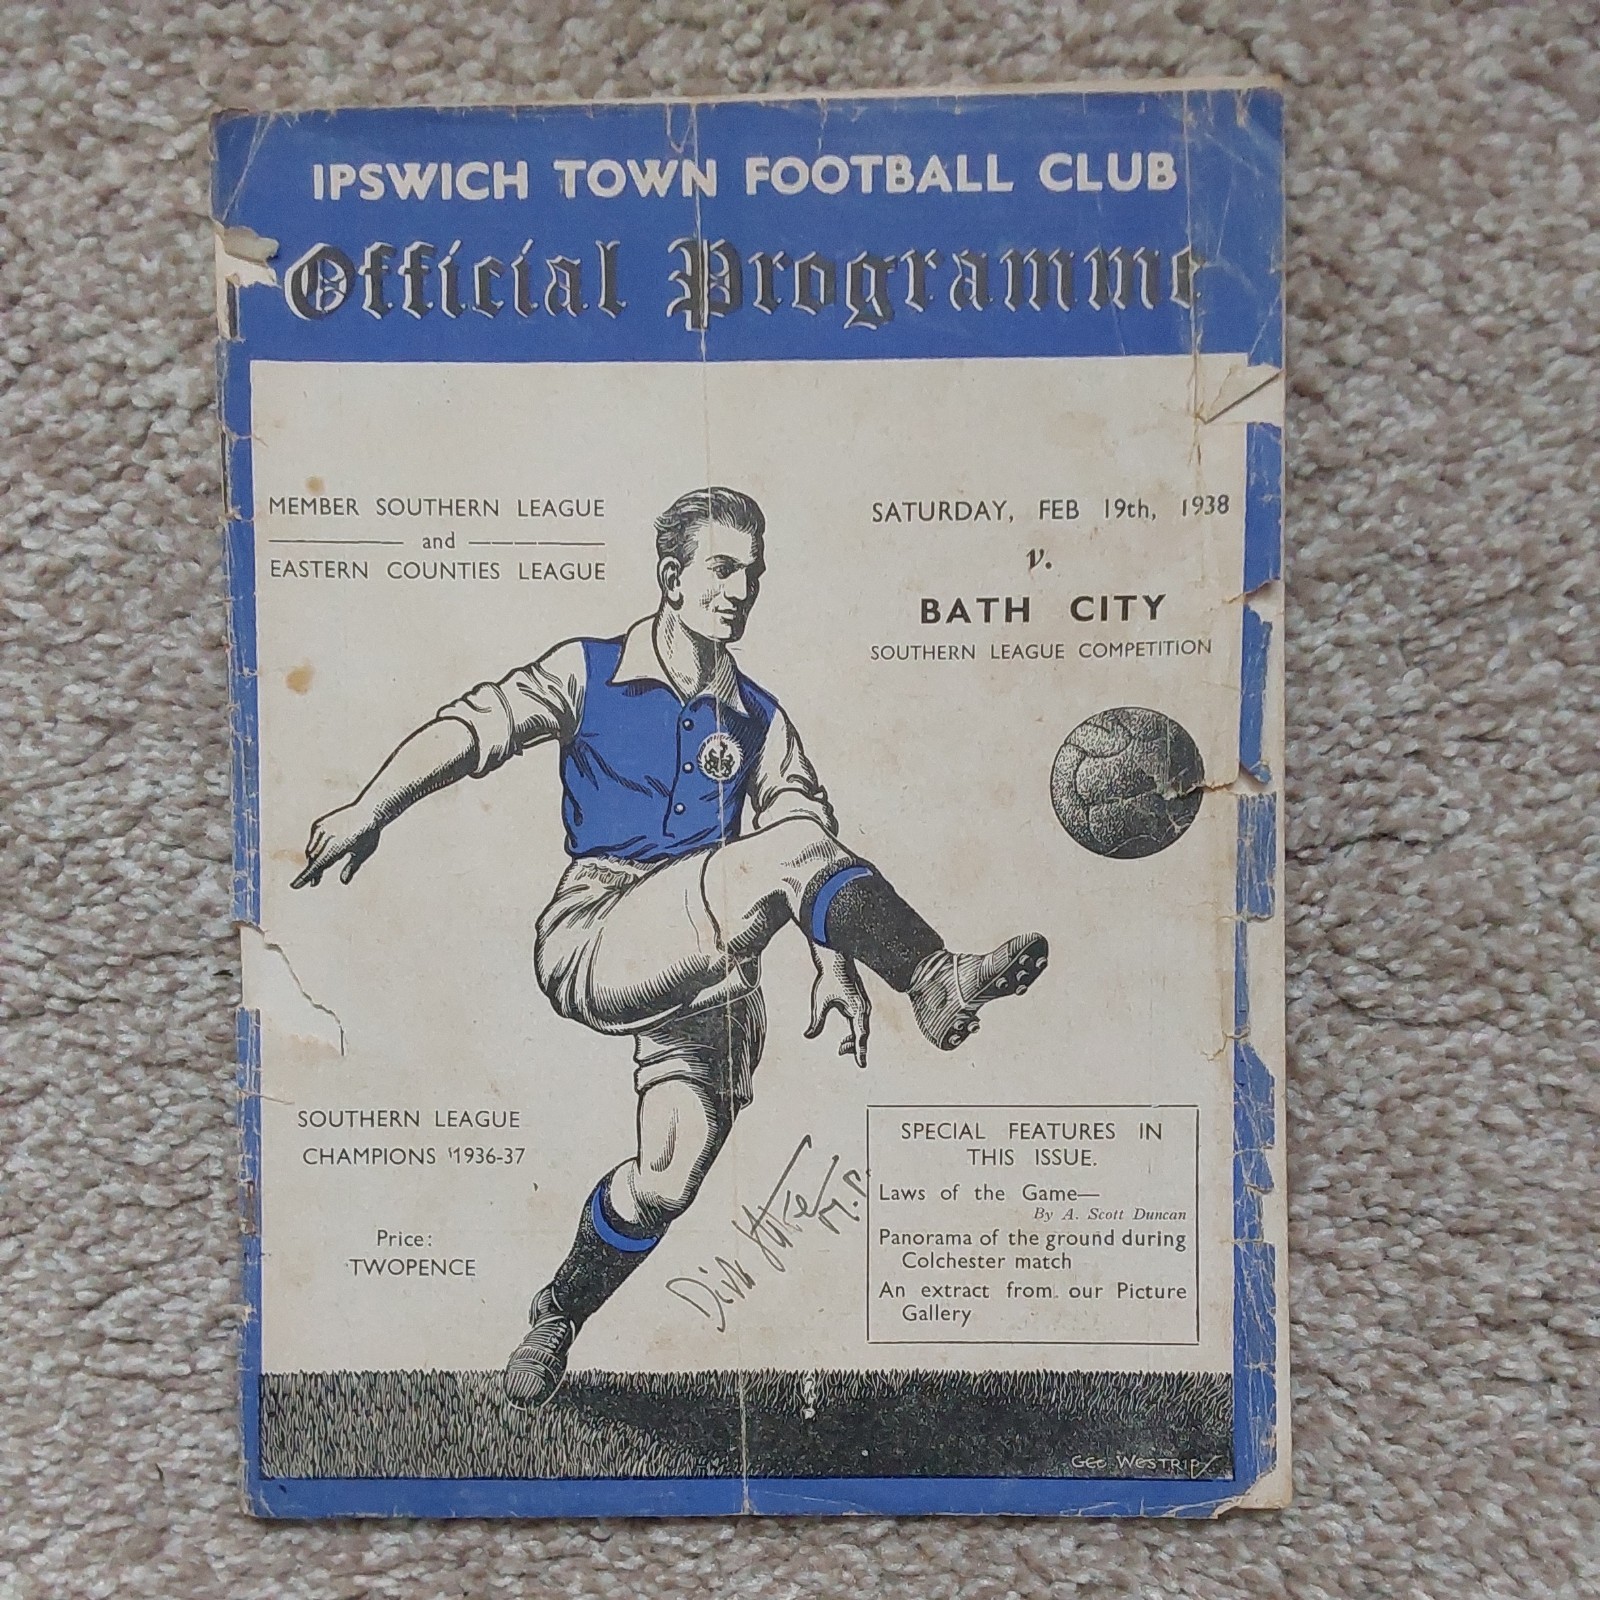 IPSWICH TOWN FOOTBALL CLUB
Official Programme
MEMBER SOUTHERN LEAGUE
and
EASTERN COUNTIES LEAGUE
SATURDAY, FEB 19th, 1938
v.
BATH CITY
SOUTHERN LEAGUE COMPETITION
SOUTHERN LEAGUE
CHAMPIONS '1936-37
Price:
TWOPENCE
M.P.
SPECIAL FEATURES IN
THIS ISSUE.
Laws of the Game—
By A. Scott Duncan
Panorama of the ground during
Colchester match
An extract from our Picture
Gallery
GEO WESTRIP